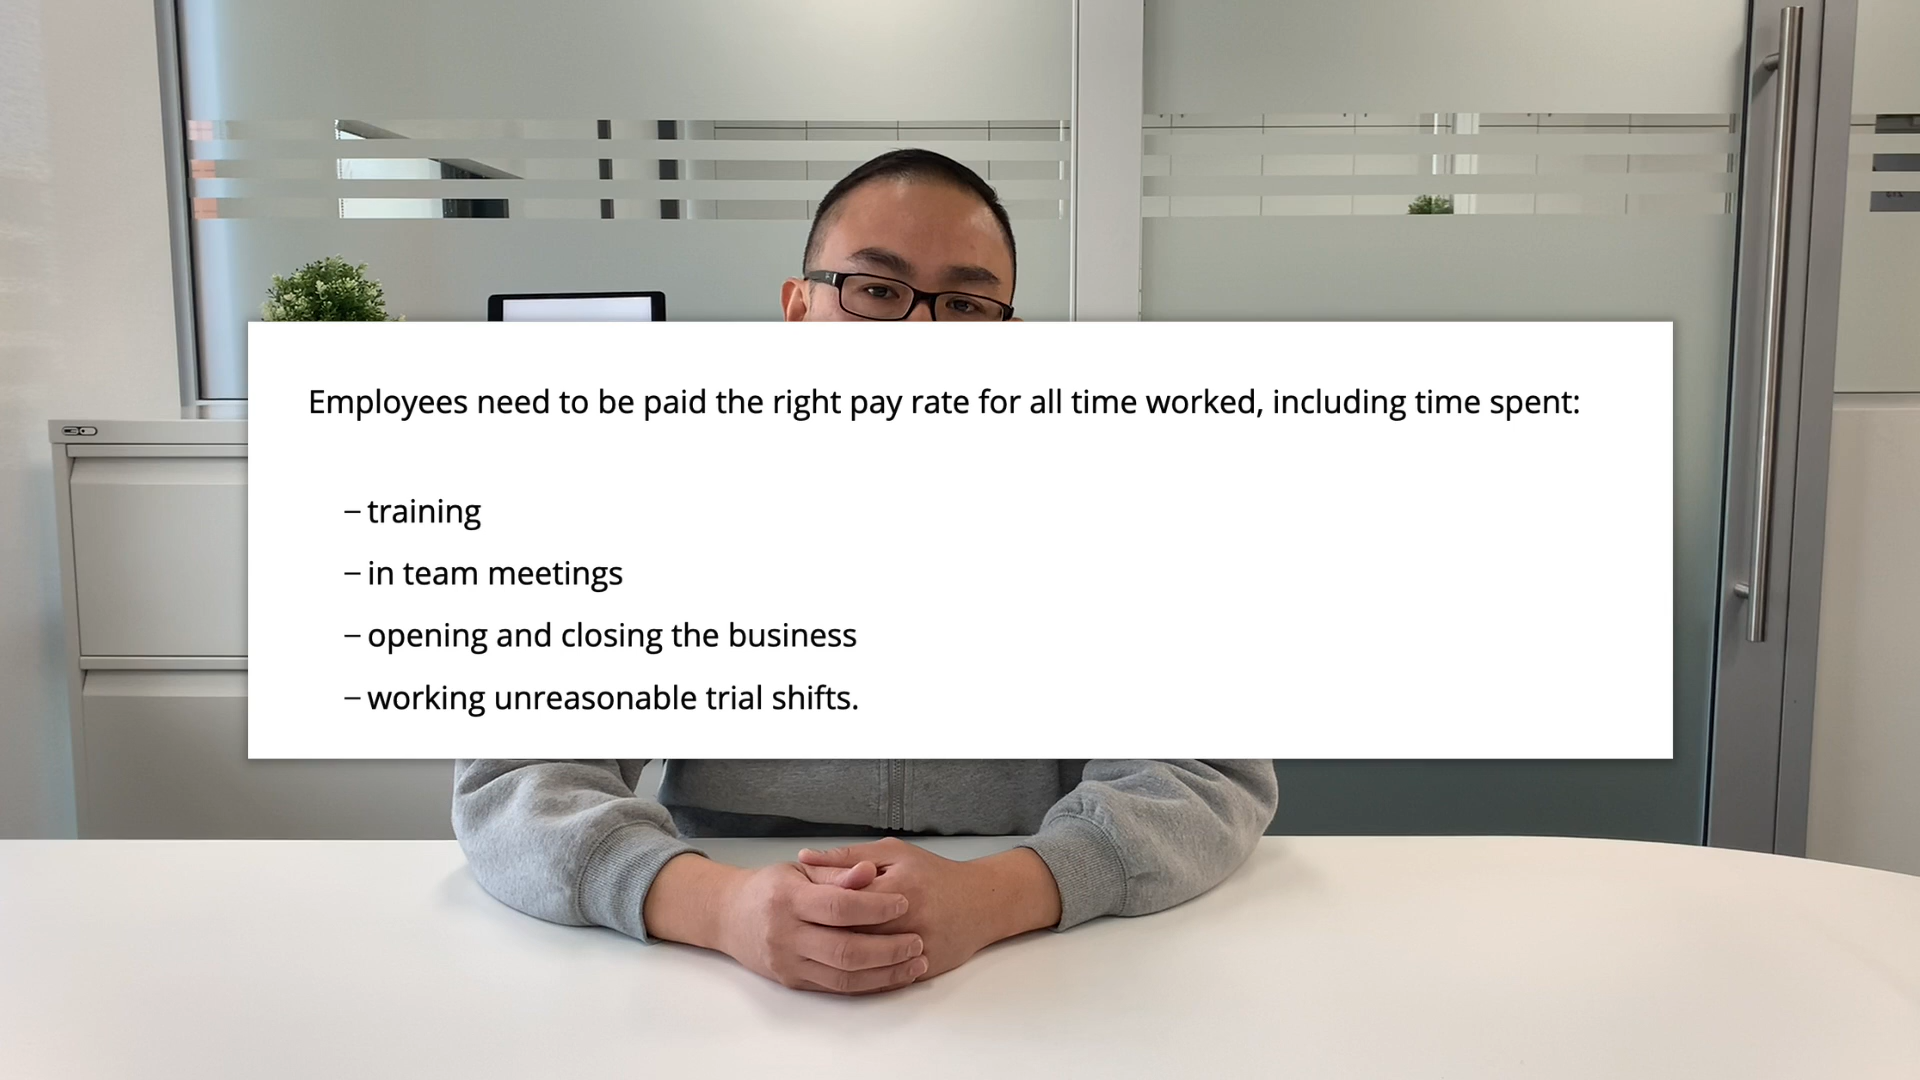 Employees need to be paid the right pay rate for all time worked, including time spent:
– training
– in team meetings
– opening and closing the business
– working unreasonable trial shifts.